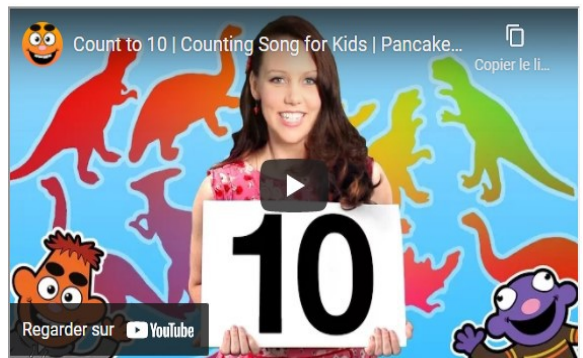 Count to 10 | Counting Song for Kids | Pancake...
Copier le li...
10
Regarder sur YouTube